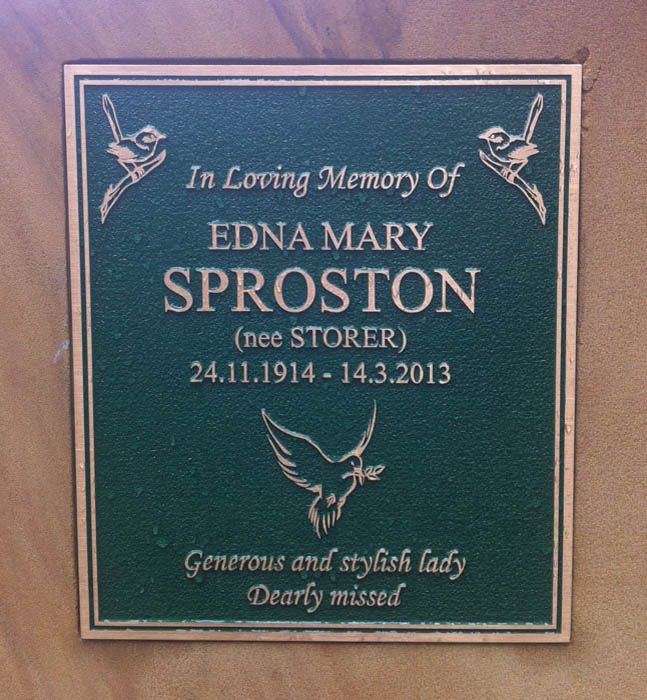 In Loving Memory Of
EDNA MARY
SPROSTON
(nee STORER)
24.11.1914 - 14.3.2013
Generous and stylish lady
Dearly missed